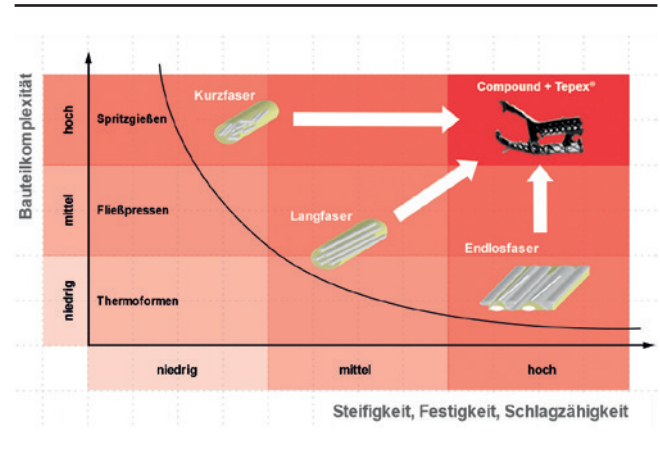 Bauteilkomplexität
hoch
mittel
niedrig
Spritzgießen
Kurzfaser
Compound + Tepex®
Fließpressen
Langfaser
Endlosfaser
Thermoformen
niedrig
mittel
hoch
Steifigkeit, Festigkeit, Schlagzähigkeit